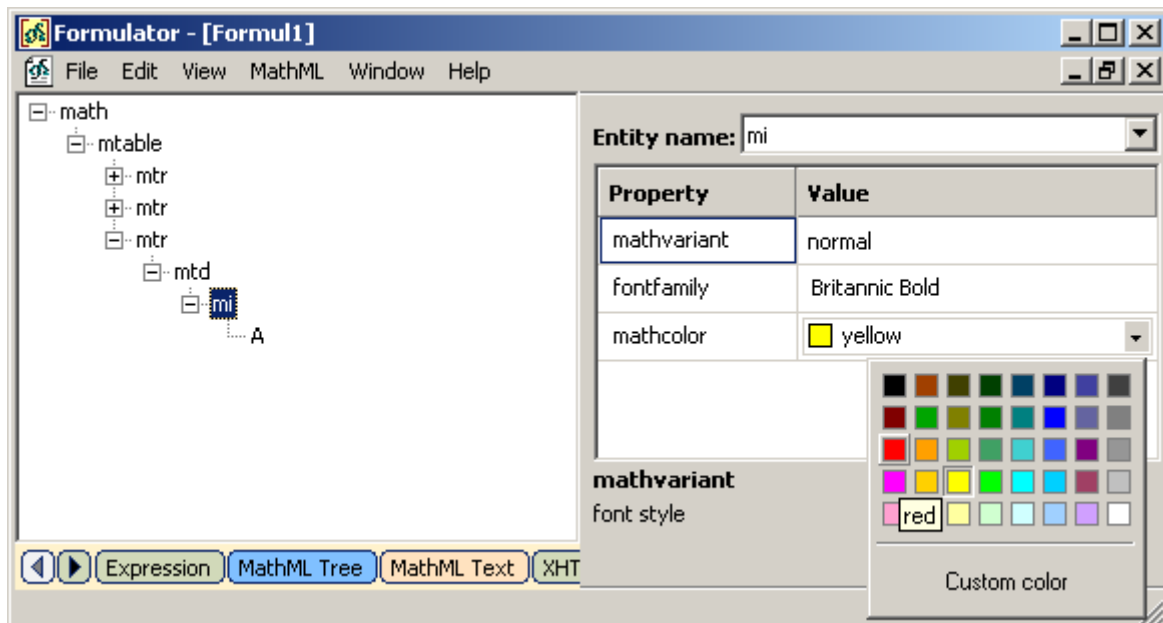 Formulator - [Formul1]
File Edit View MathML Window Help
math
mtable
mtr
mtr
mtr
mtd
mi
A
Entity name: mi
Property Value
mathvariant normal
fontfamily Britannic Bold
mathcolor yellow
red
Custom color
mathvariant
font style
Expression MathML Tree MathML Text XHT